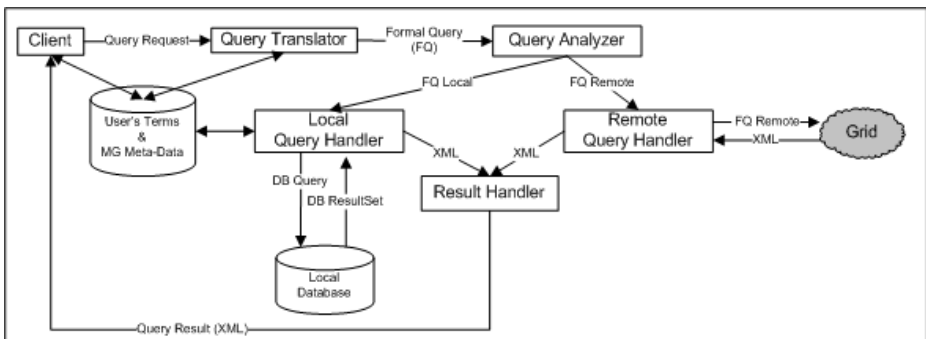 Client
Query Request
Query Translator
Formal Query
(FQ)
Query Analyzer
FQ Local
FQ Remote
User's Terms
&
MG Meta-Data
Local
Query Handler
Remote
Query Handler
FQ Remote
XML
Grid
XML
XML
DB Query
DB ResultSet
Result Handler
Local
Database
Query Result (XML)